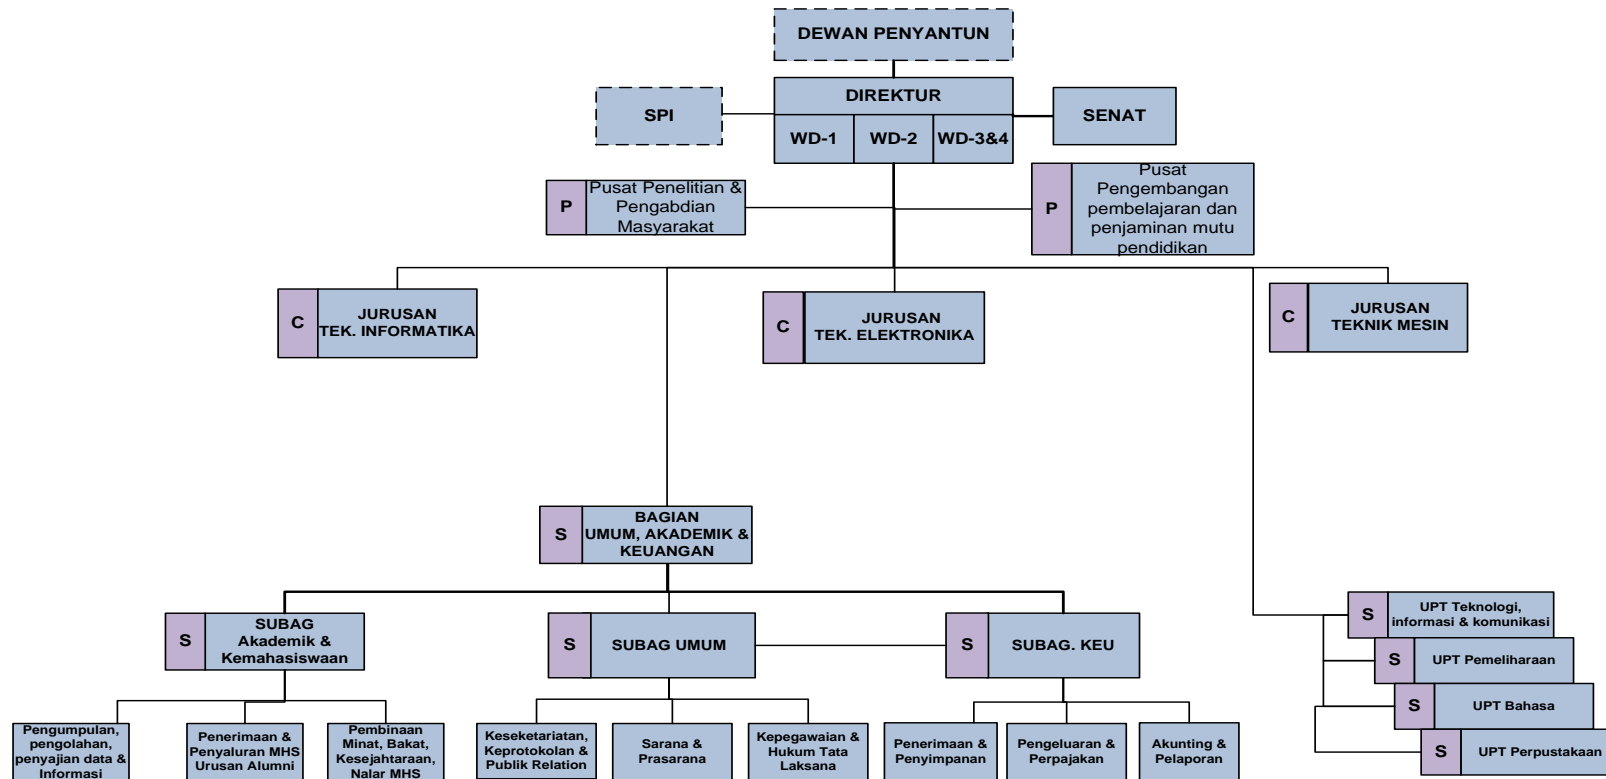 DEWAN PENYANTUN
DIREKTUR
SPI
SENAT
WD-1
WD-2
WD-3&4
P
Pusat Penelitian &
Pengabdian
Masyarakat
P
Pusat
Pengembangan
pembelajaran dan
penjaminan mutu
pendidikan
C
JURUSAN
TEK. INFORMATIKA
C
JURUSAN
TEK. ELEKTRONIKA
C
JURUSAN
TEKNIK MESIN
S
BAGIAN
UMUM, AKADEMIK &
KEUANGAN
S
SUBAG
Akademik &
Kemahasiswaan
S
SUBAG UMUM
S
SUBAG. KEU
S
UPT Teknologi,
informasi & komunikasi
S
UPT Pemeliharaan
S
UPT Bahasa
S
UPT Perpustakaan
Pengumpulan,
pengolahan,
penyajian data &
Informasi
Penerimaan &
Penyaluran MHS
Urusan Alumni
Pembinaan
Minat, Bakat,
Kesejahtaraan,
Nalar MHS
Keseketariatan,
Keprotokolan &
Publik Relation
Sarana &
Prasarana
Kepegawaian &
Hukum Tata
Laksana
Penerimaan &
Penyimpanan
Pengeluaran &
Perpajakan
Akunting &
Pelaporan